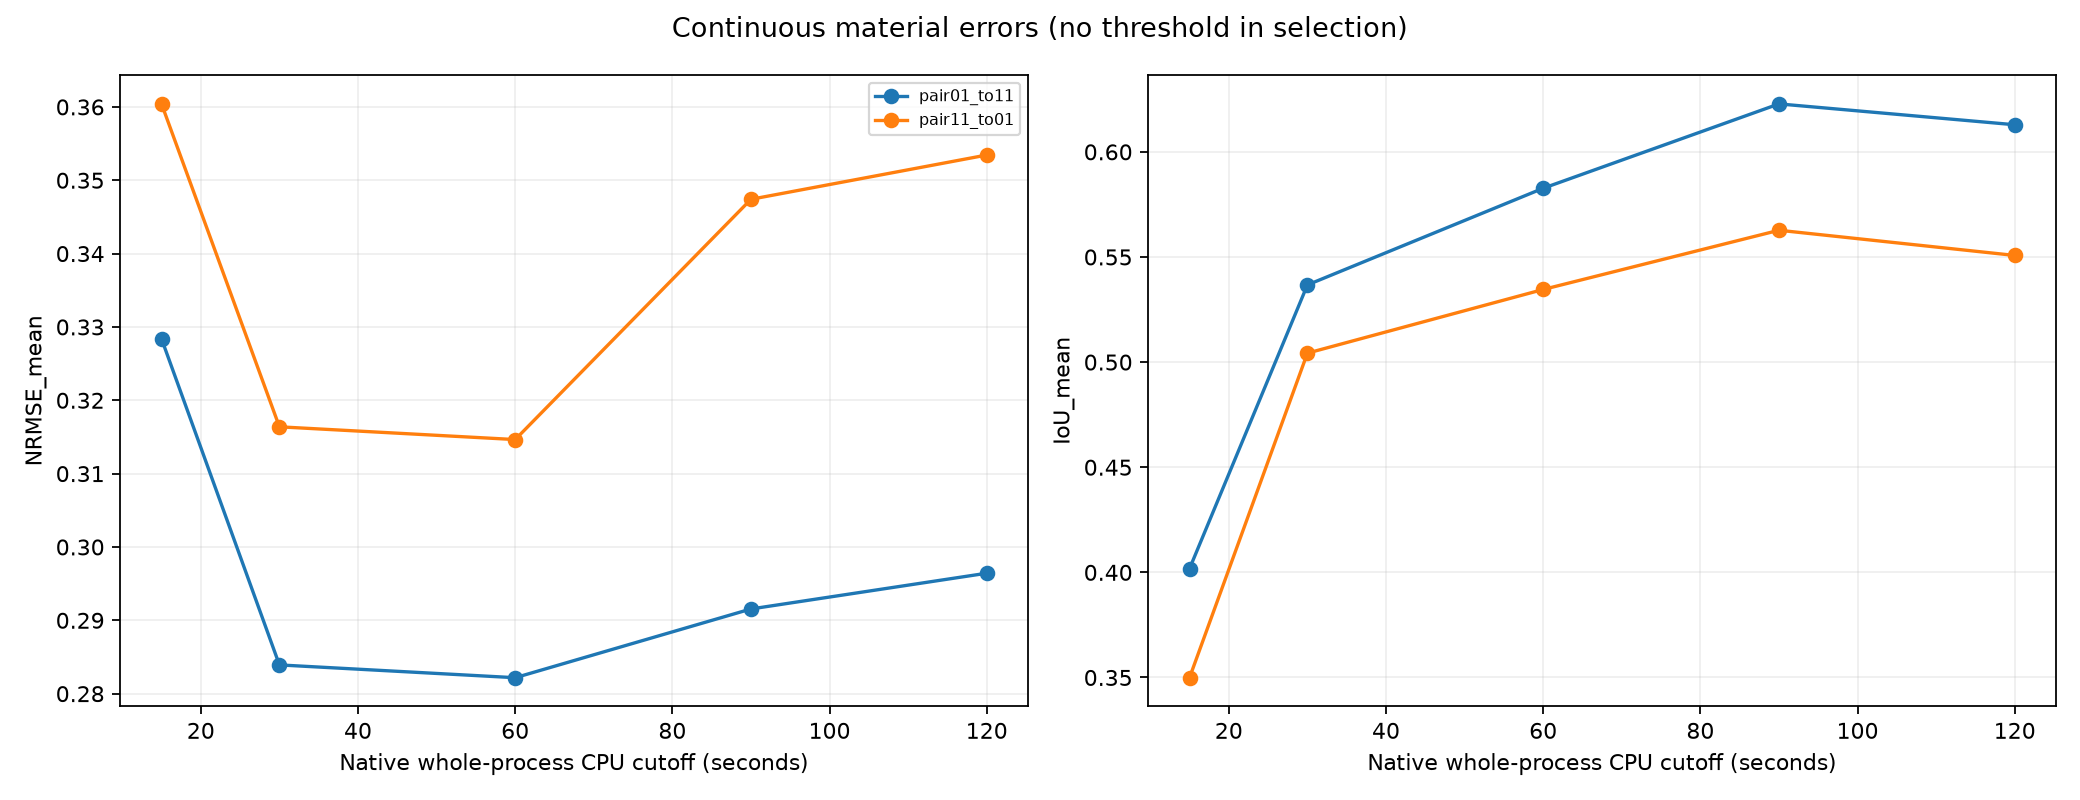 Continuous material errors (no threshold in selection)
NRMSE_mean
0.36
0.35
0.34
0.33
0.32
0.31
0.30
0.29
0.28
pair01_to11
pair11_to01
20 40 60 80 100 120
Native whole-process CPU cutoff (seconds)
IoU_mean
0.60
0.55
0.50
0.45
0.40
0.35
20 40 60 80 100 120
Native whole-process CPU cutoff (seconds)